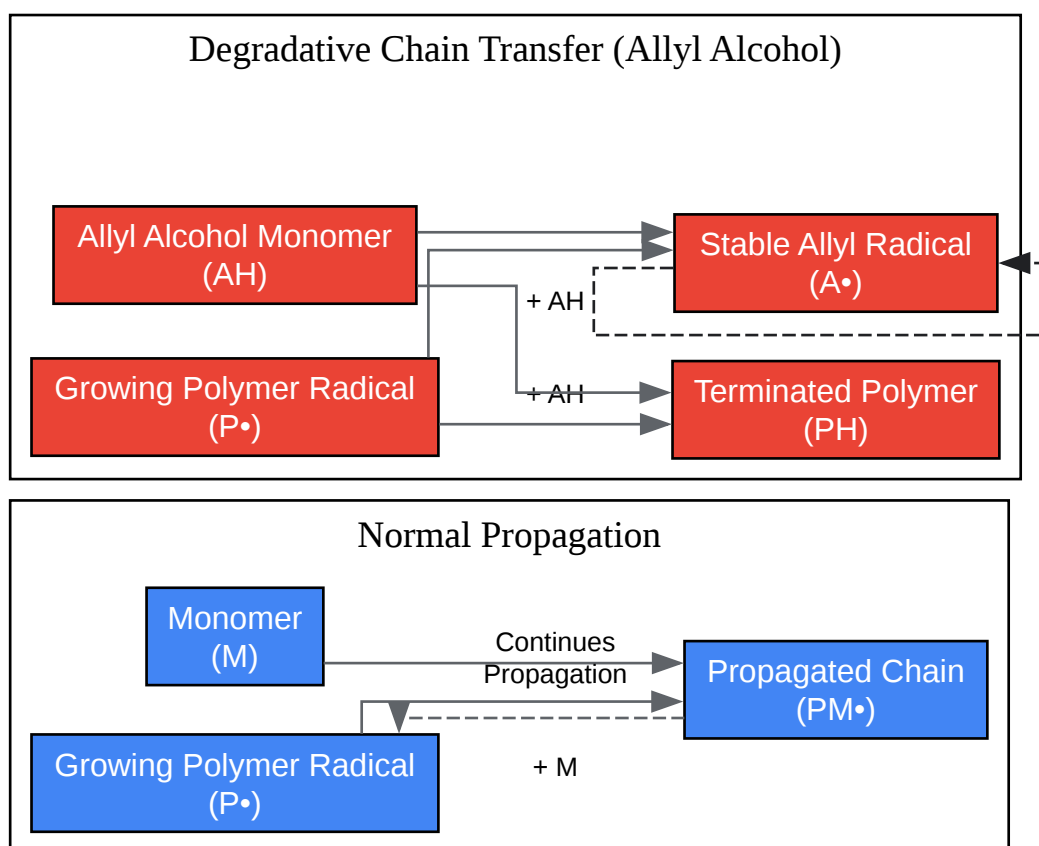 Degradative Chain Transfer (Allyl Alcohol)
Allyl Alcohol Monomer
(AH)
Stable Allyl Radical
(A•)
+ AH
Growing Polymer Radical
(P•)
+ AH
Terminated Polymer
(PH)
Normal Propagation
Monomer
(M)
Continues
Propagation
Propagated Chain
(PM•)
Growing Polymer Radical
(P•)
+ M